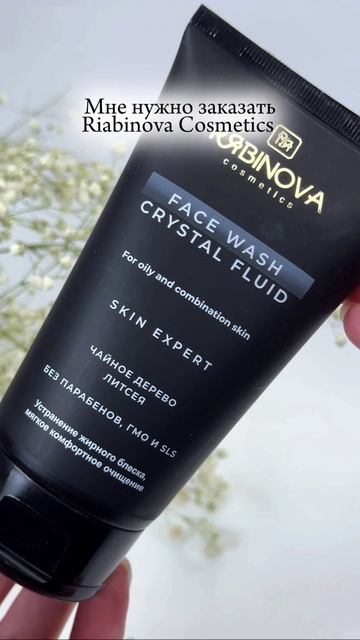 Мне нужно заказать
Riabinova Cosmetics
RЯBINOVA
cosmetics
FACE WASH
CRYSTAL FLUID
For oily and combination skin
SKIN EXPERT
ЧАЙНОЕ ДЕРЕВО
ЛИТСЕЯ
БЕЗ ПАРАБЕНОВ, ГМО И SLS
Устранение жирного блеска,
мягкое комфортное очищение